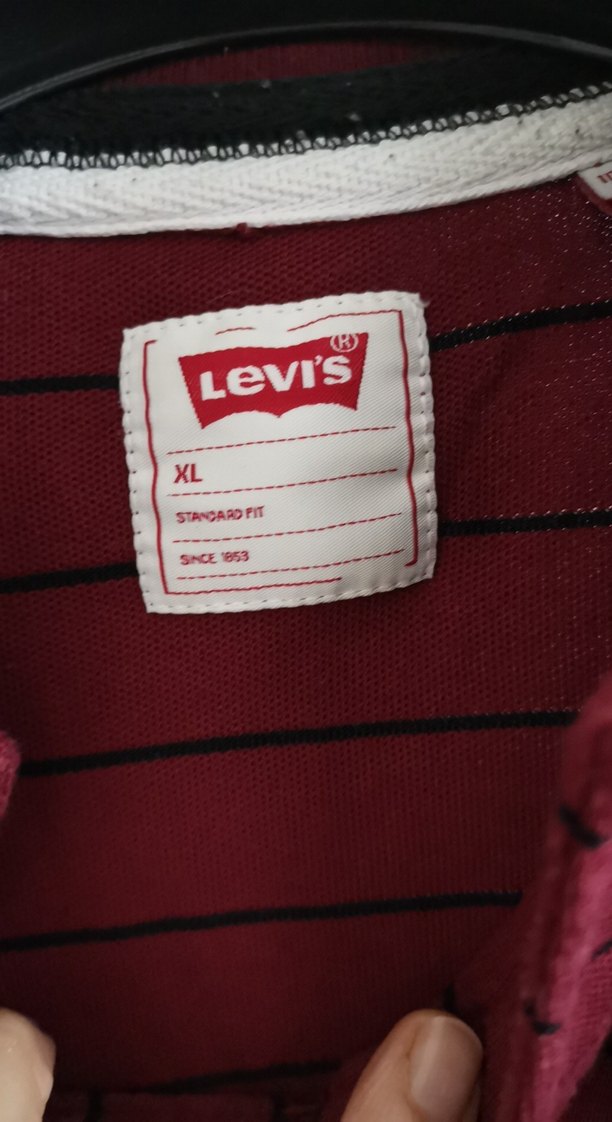 Levi's®
XL
STANDARD FIT
SINCE 1853